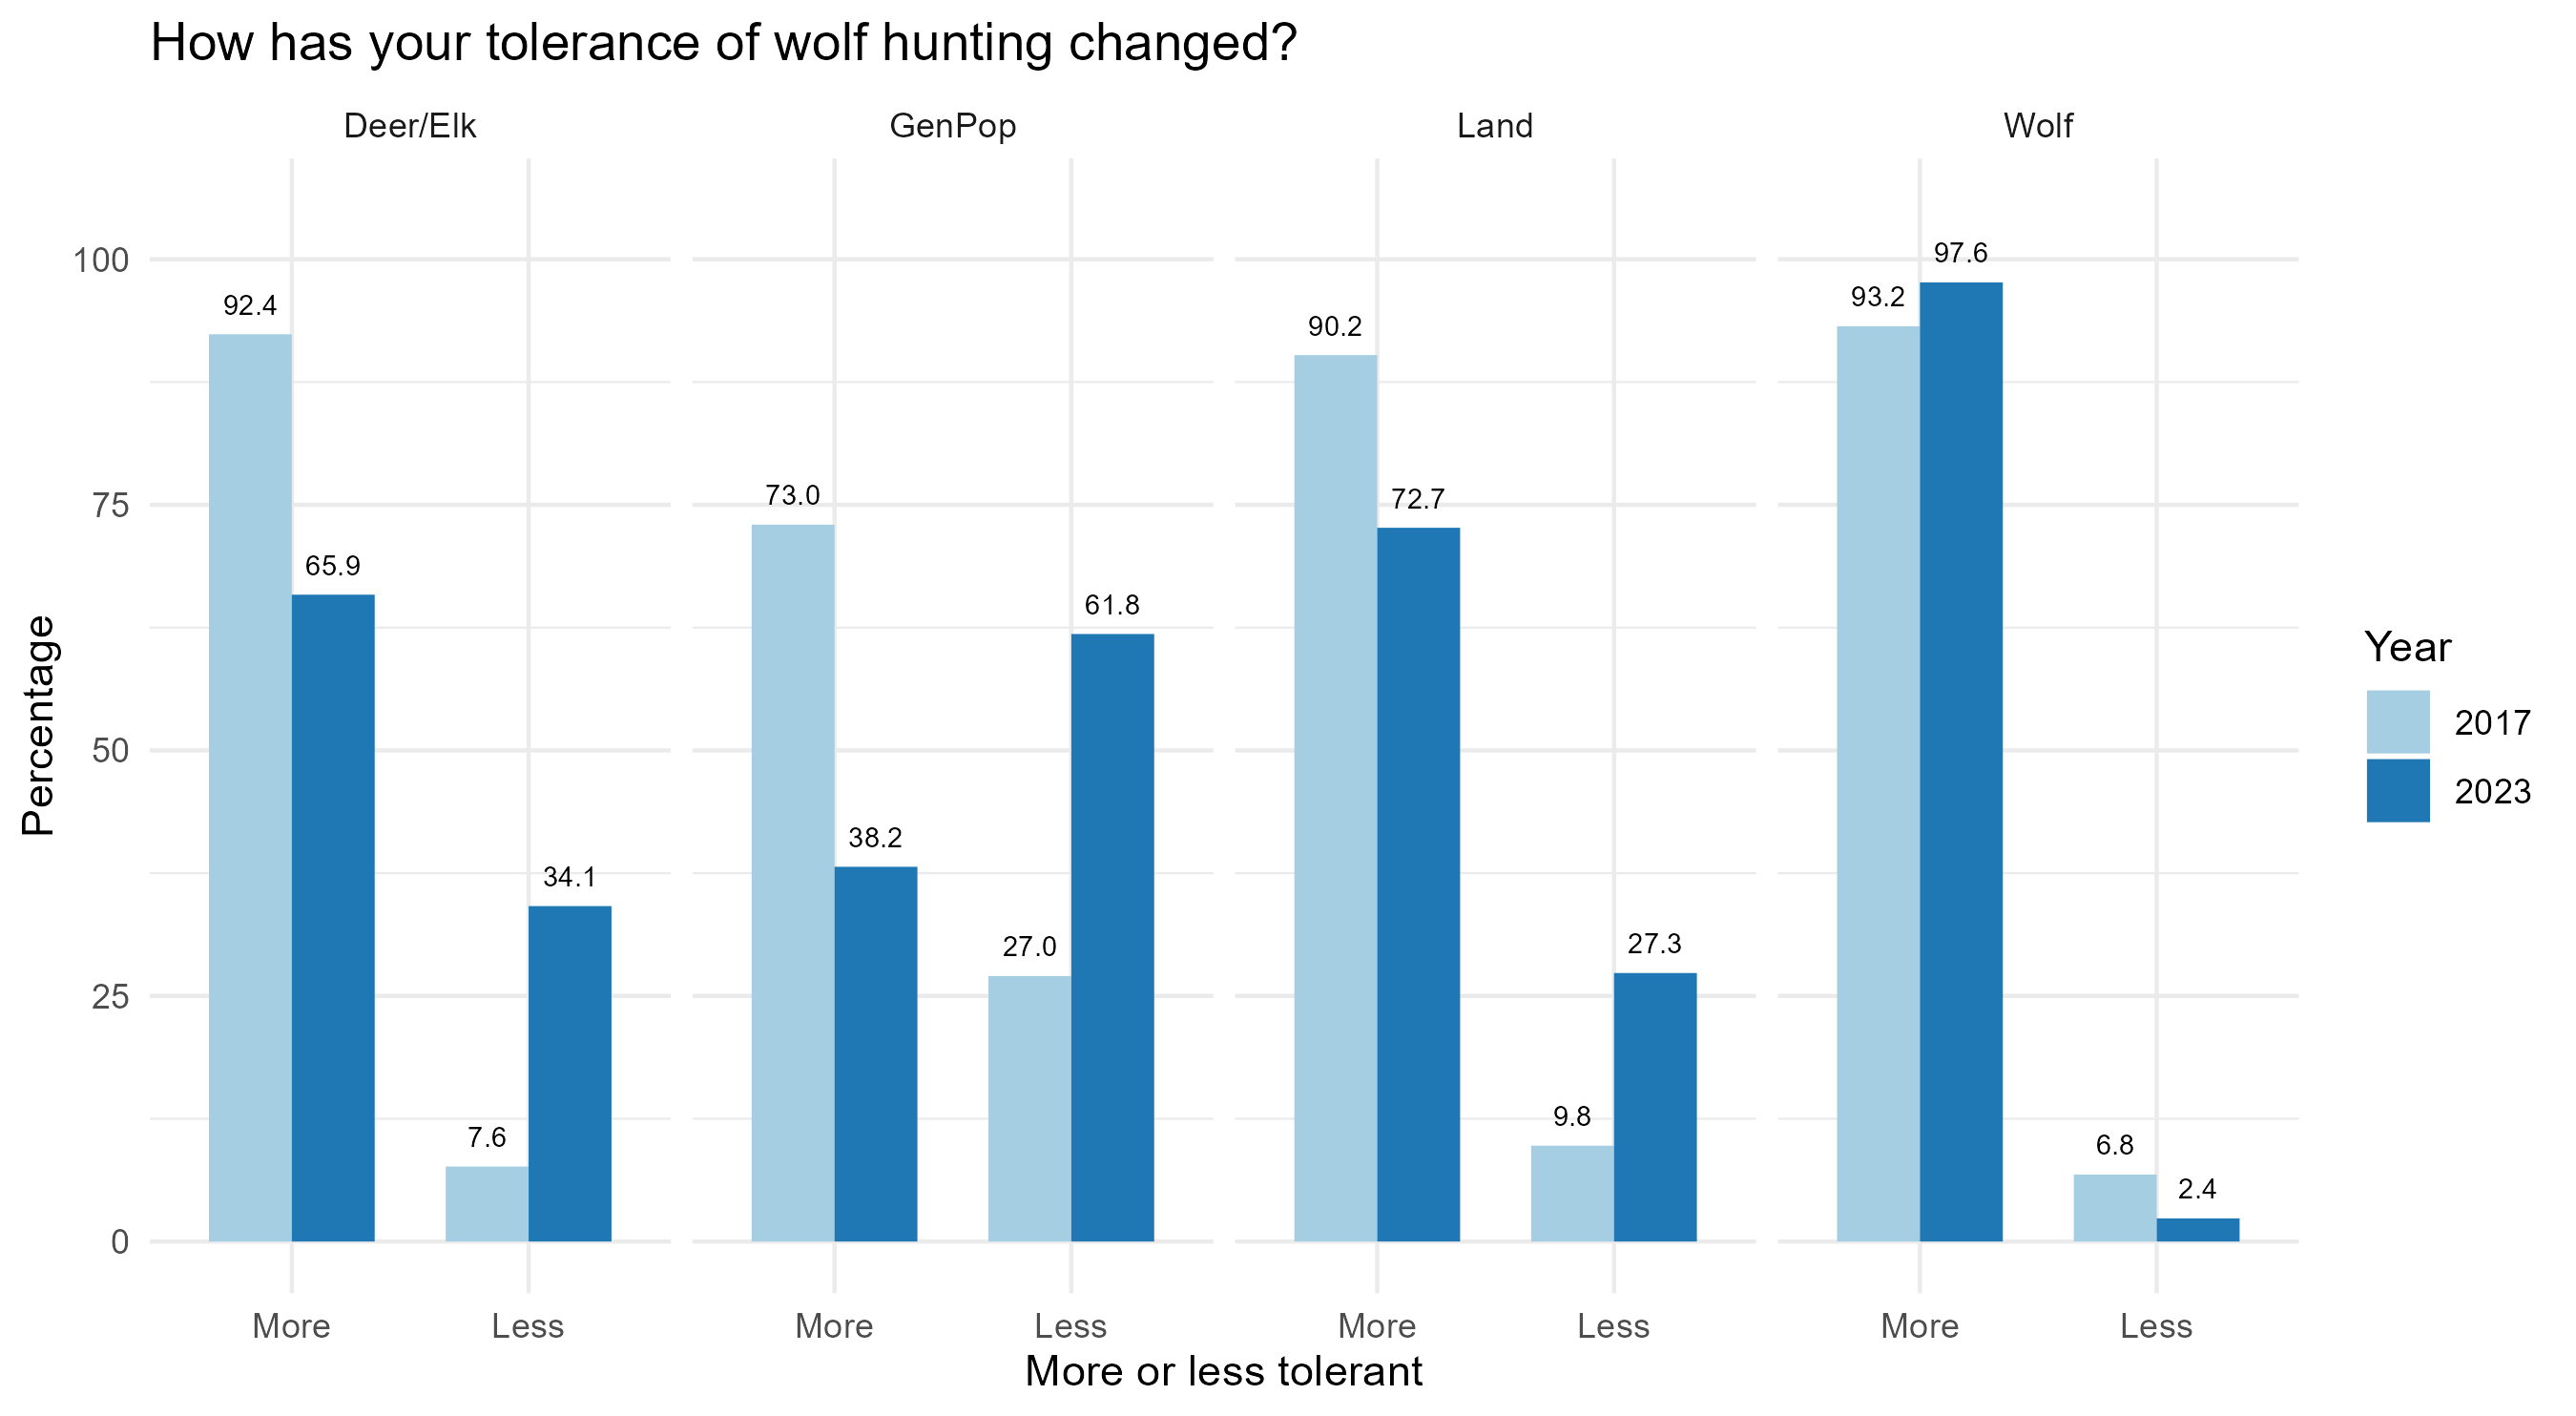 How has your tolerance of wolf hunting changed?
Deer/Elk
GenPop
Land
Wolf
Percentage
100
75
50
25
0
92.4
65.9
7.6
34.1
73.0
38.2
27.0
61.8
90.2
72.7
9.8
27.3
93.2
97.6
6.8
2.4
More
Less
More
Less
More
Less
More
Less
More or less tolerant
Year
2017
2023